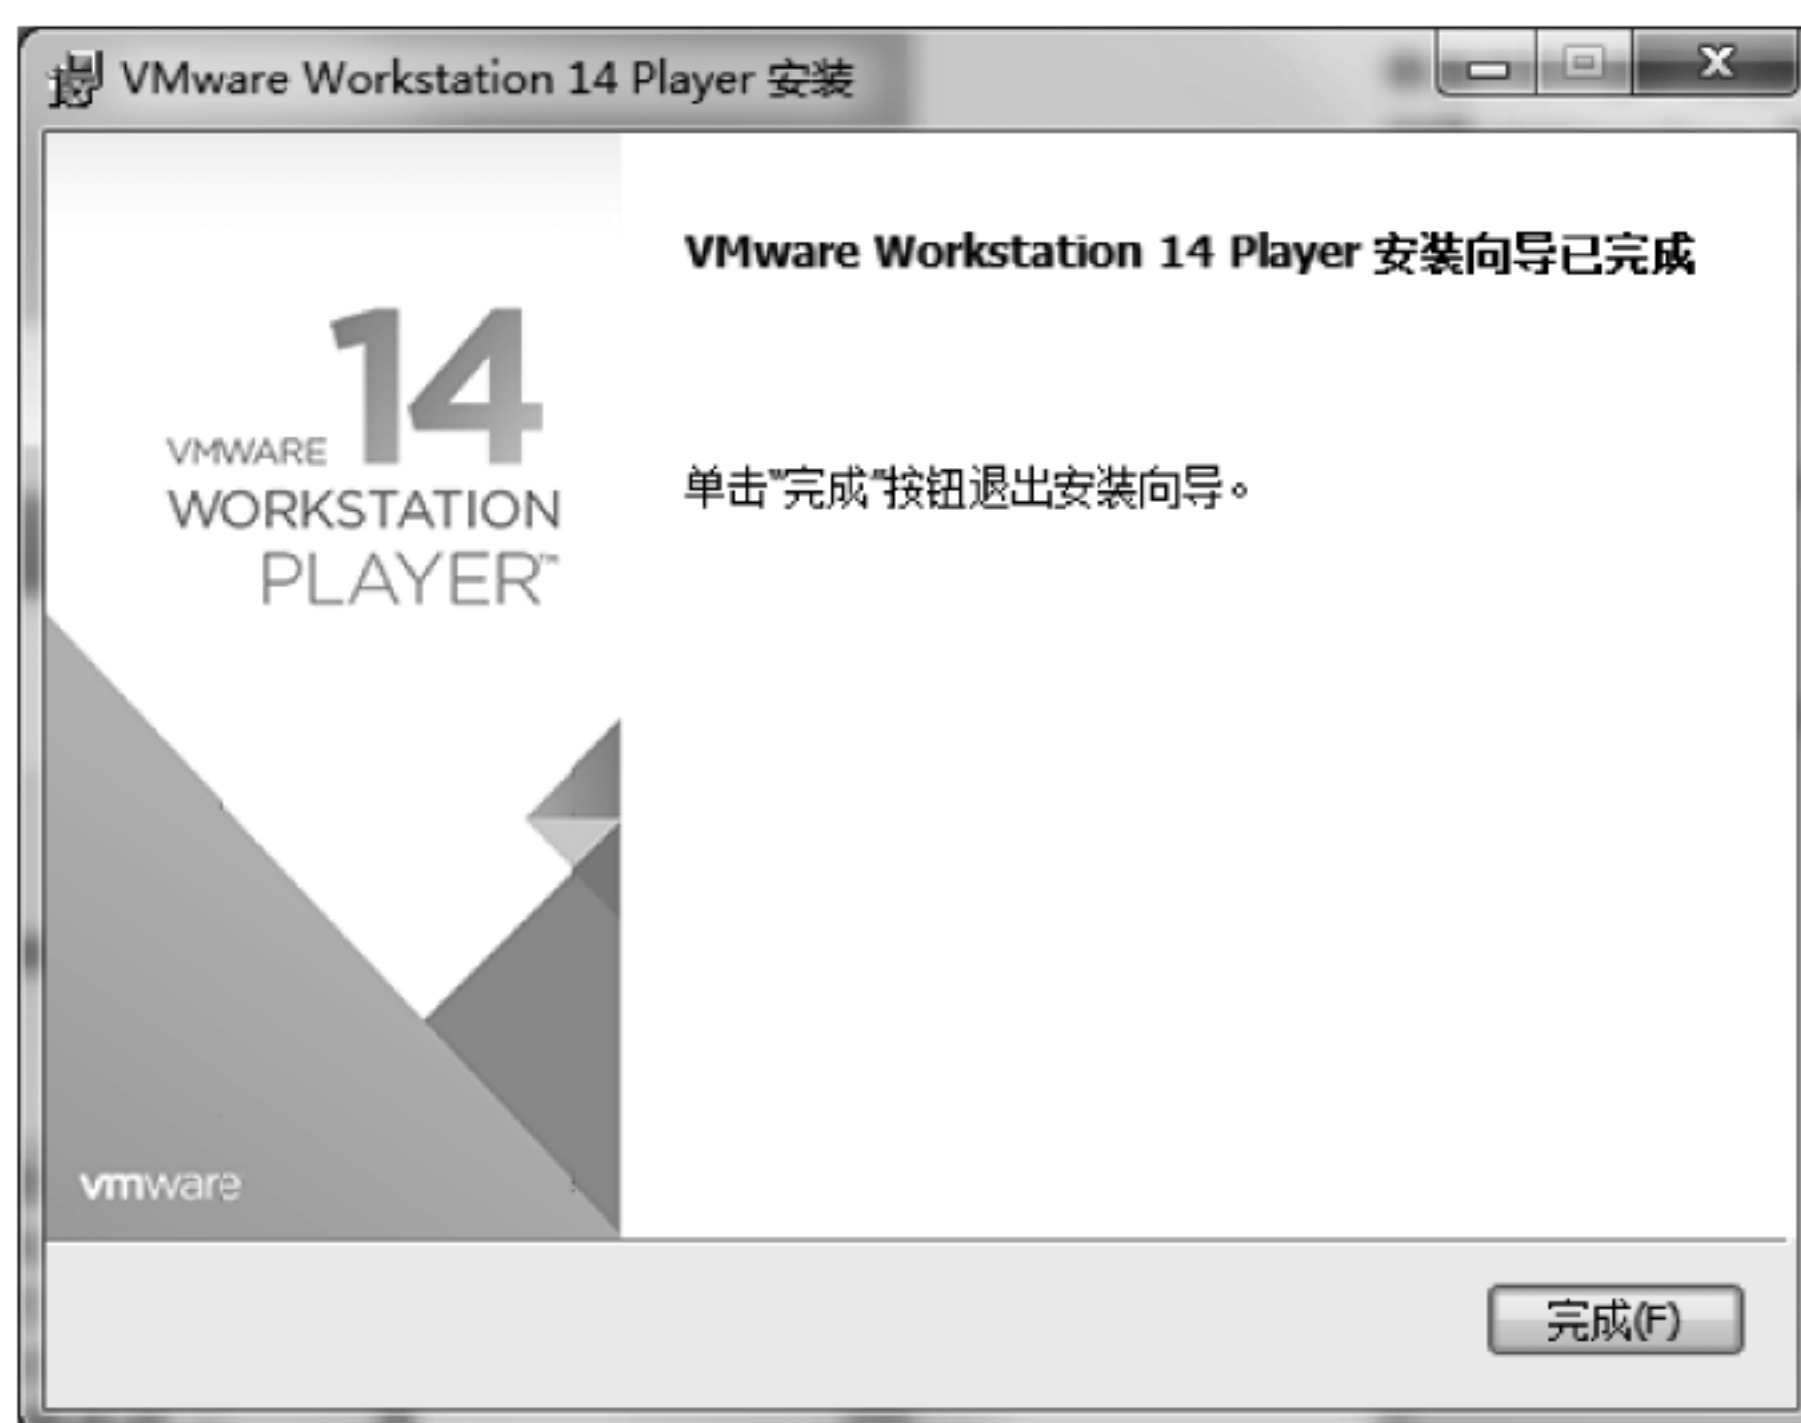 VMware Workstation 14 Player 安装
VMware Workstation 14 Player 安装向导已完成
14
VMWARE
WORKSTATION
PLAYER™
单击"完成"按钮退出安装向导。
vmware
完成(F)